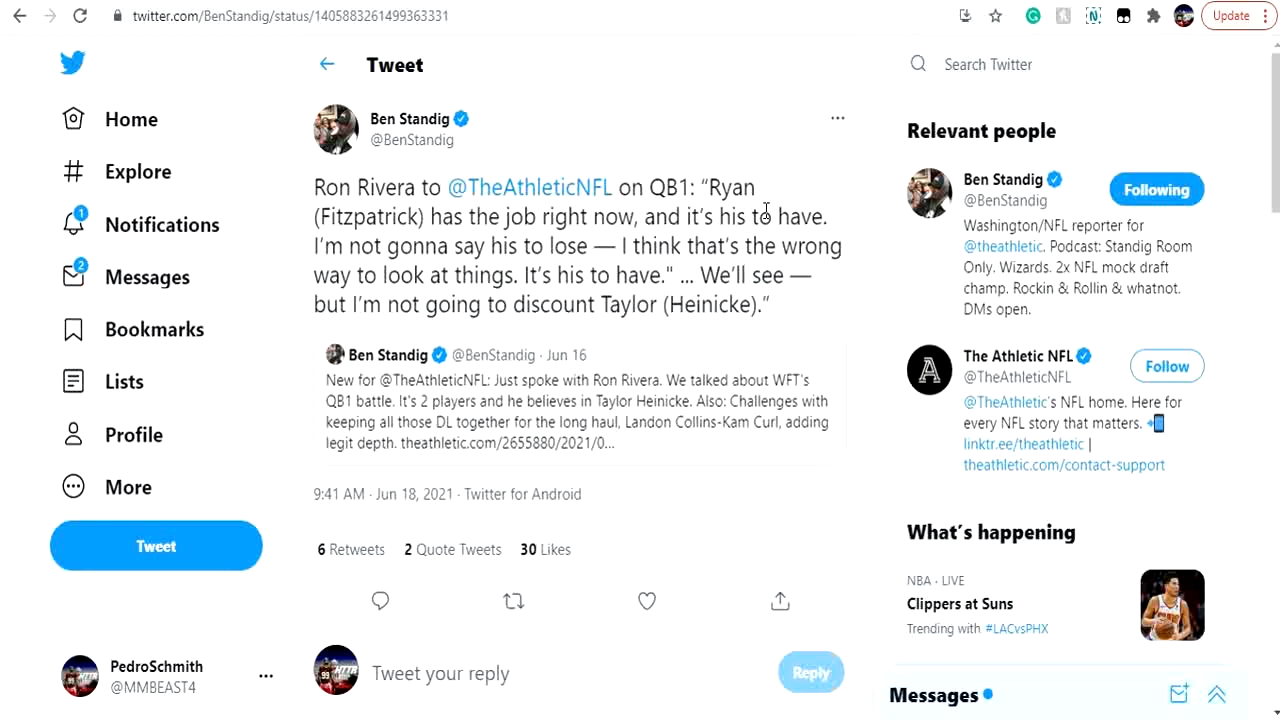 twitter.com/BenStandig/status/1405883261499363331
Update
Home
Explore
1
Notifications
2
Messages
Bookmarks
Lists
Profile
More
Tweet
PedroSchmith
@MMBEAST4
Tweet
Ben Standig
@BenStandig
Ron Rivera to @TheAthleticNFL on QB1: “Ryan
(Fitzpatrick) has the job right now, and it’s his to have.
I’m not gonna say his to lose — I think that’s the wrong
way to look at things. It’s his to have." ... We’ll see —
but I’m not going to discount Taylor (Heinicke).”
Ben Standig @BenStandig · Jun 16
New for @TheAthleticNFL: Just spoke with Ron Rivera. We talked about WFT's
QB1 battle. It's 2 players and he believes in Taylor Heinicke. Also: Challenges with
keeping all those DL together for the long haul, Landon Collins-Kam Curl, adding
legit depth. theathletic.com/2655880/2021/0...
9:41 AM · Jun 18, 2021 · Twitter for Android
6 Retweets 2 Quote Tweets 30 Likes
HTTR
Tweet your reply
Reply
Search Twitter
Relevant people
Ben Standig
@BenStandig
Following
Washington/NFL reporter for
@theathletic. Podcast: Standig Room
Only. Wizards. 2x NFL mock draft
champ. Rockin & Rollin & whatnot.
DMs open.
A
The Athletic NFL
@TheAthleticNFL
Follow
@TheAthletic's NFL home. Here for
every NFL story that matters.
linktr.ee/theathletic |
theathletic.com/contact-support
What's happening
NBA · LIVE
Clippers at Suns
Trending with #LACvsPHX
Messages